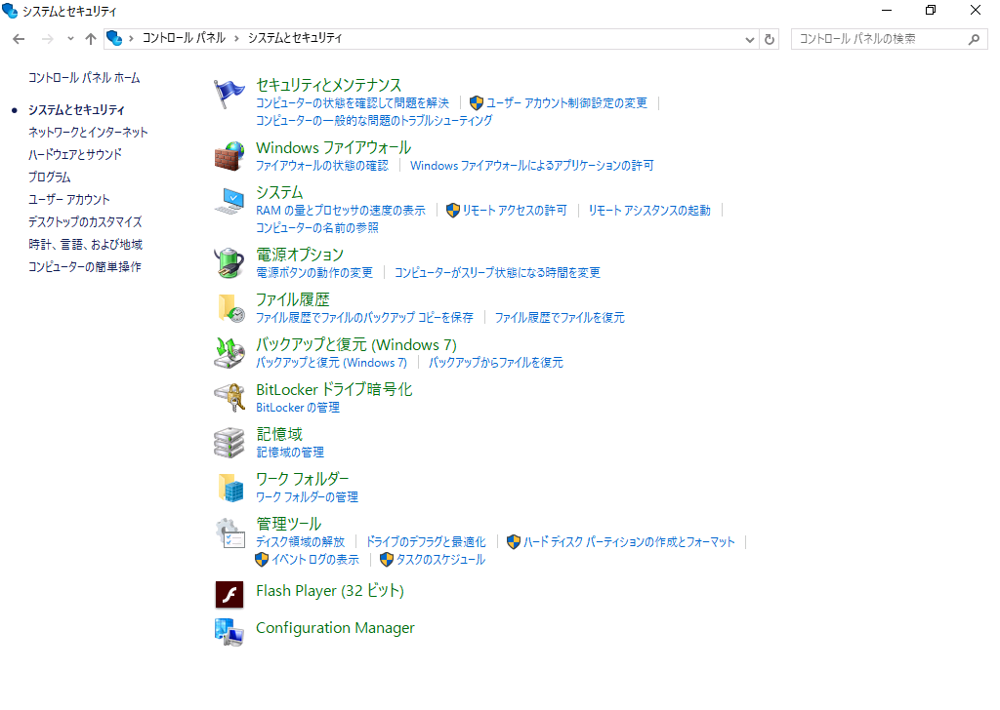 システムとセキュリティ
コントロール パネル システムとセキュリティ
コントロール パネルの検索
コントロール パネル ホーム
システムとセキュリティ
ネットワークとインターネット
ハードウェアとサウンド
プログラム
ユーザー アカウント
デスクトップのカスタマイズ
時計、言語、および地域
コンピューターの簡単操作
セキュリティとメンテナンス
コンピューターの状態を確認して問題を解決 ユーザー アカウント制御設定の変更
コンピューターの一般的な問題のトラブルシューティング
Windows ファイアウォール
ファイアウォールの状態の確認 Windows ファイアウォールによるアプリケーションの許可
システム
RAM の量とプロセッサの速度の表示 リモート アクセスの許可 リモート アシスタンスの起動
コンピューターの名前の参照
電源オプション
電源ボタンの動作の変更 コンピューターがスリープ状態になる時間を変更
ファイル履歴
ファイル履歴でファイルのバックアップ コピーを保存 ファイル履歴でファイルを復元
バックアップと復元 (Windows 7)
バックアップと復元 (Windows 7) バックアップからファイルを復元
BitLocker ドライブ暗号化
BitLocker の管理
記憶域
記憶域の管理
ワーク フォルダー
ワーク フォルダーの管理
管理ツール
ディスク領域の解放 ドライブのデフラグと最適化 ハード ディスク パーティションの作成とフォーマット
イベント ログの表示 タスクのスケジュール
Flash Player (32 ビット)
Configuration Manager